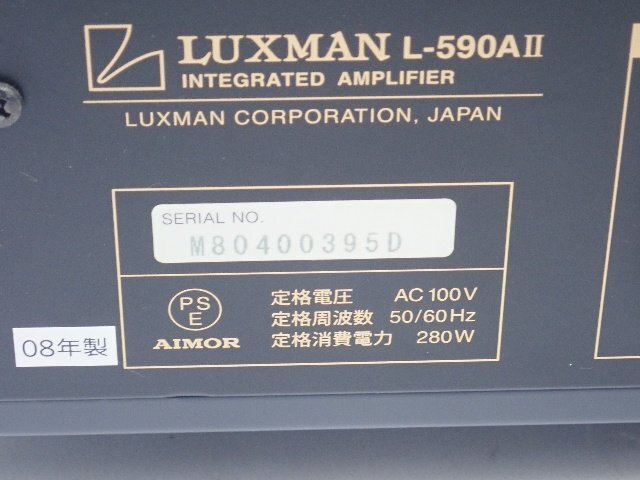 LUXMAN L-590AII
INTEGRATED AMPLIFIER
LUXMAN CORPORATION, JAPAN
SERIAL NO.
M80400395D
PSE
AIMOR
定格電圧 AC 100V
定格周波数 50/60Hz
定格消費電力 280W
08年製